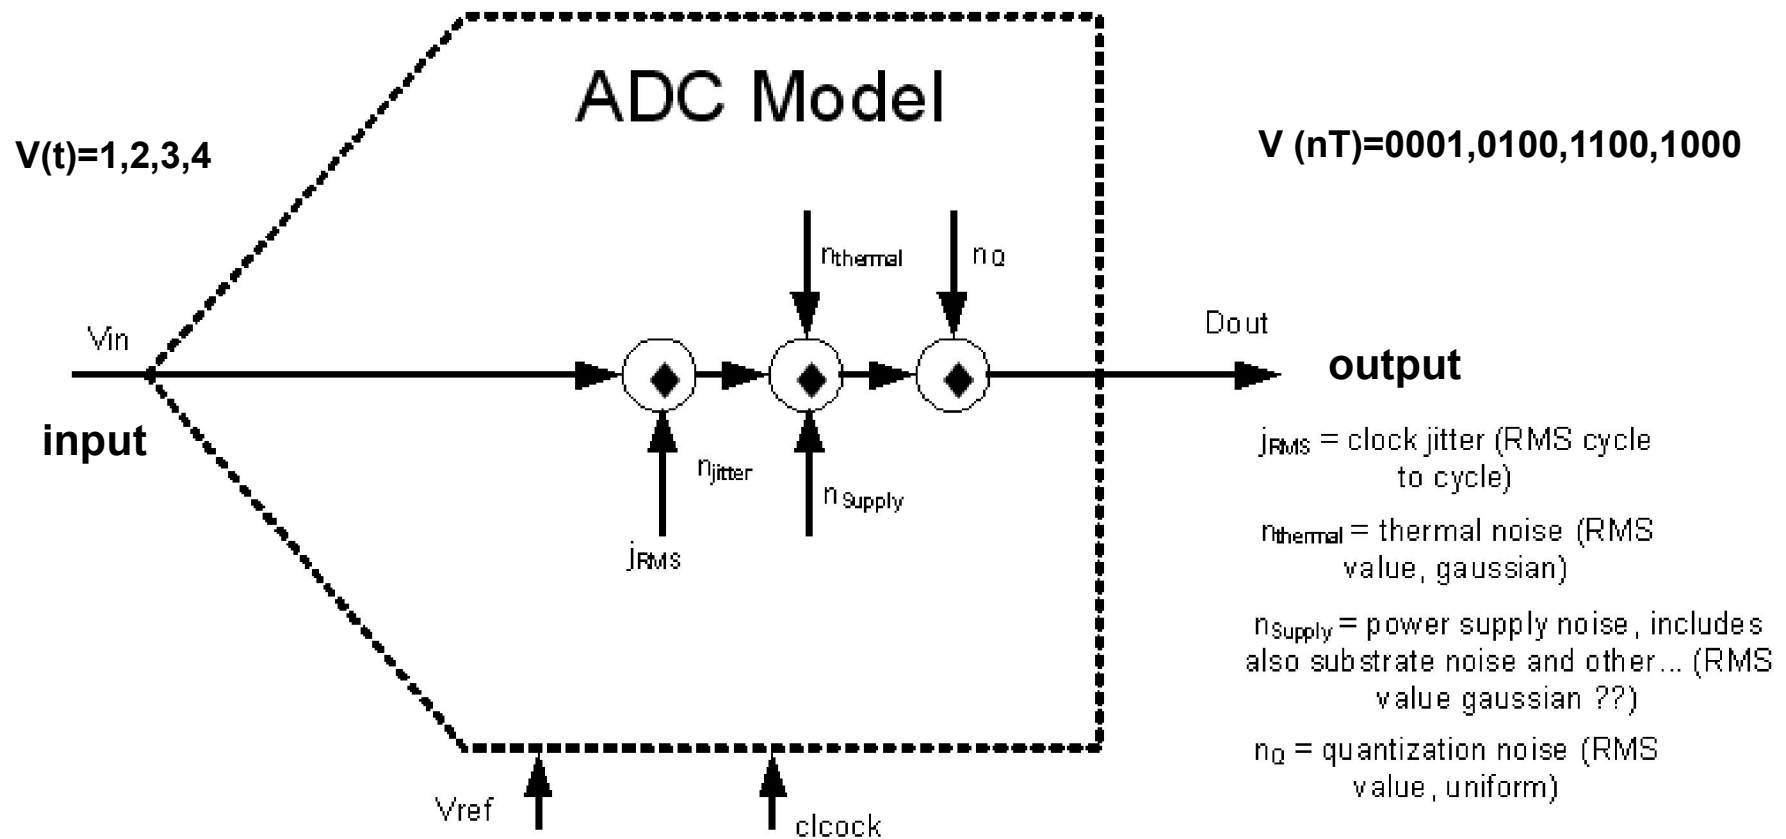 ADC Model
V(t)=1,2,3,4
V (nT)=0001,0100,1100,1000
nthermal
nQ
Vin
Dout
output
input
njitter
nSupply
jRMS
jRMS = clock jitter (RMS cycle
to cycle)
nthermal = thermal noise (RMS
value, gaussian)
nSupply = power supply noise, includes
also substrate noise and other... (RMS
value gaussian ??)
nQ = quantization noise (RMS
value, uniform)
Vref
clcock